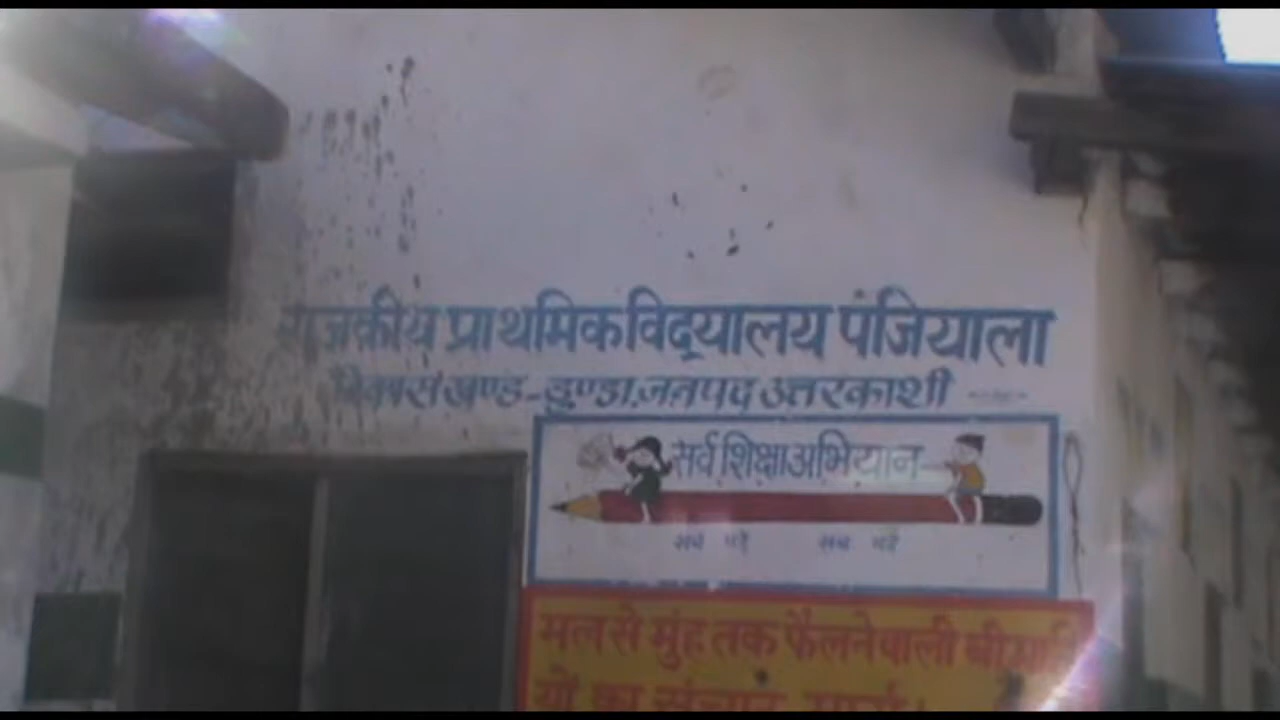 राजकीय प्राथमिक विद्यालय पंजियाला
विकास खण्ड-डुण्डा,जनपद उत्तरकाशी
सर्व शिक्षा अभियान
सब पढ़ें सब बढ़ें
मल से मुंह तक फैलने वाली बीमारि
यों का संचार मार्ग।